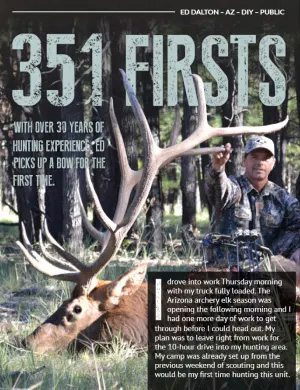 ED DALTON – AZ – DIY – PUBLIC
351 FIRSTS
WITH OVER 30 YEARS OF
HUNTING EXPERIENCE, ED
PICKS UP A BOW FOR THE
FIRST TIME.
I drove into work Thursday morning
with my truck fully loaded. The
Arizona archery elk season was
opening the following morning and I
had one more day of work to get
through before I could head out. My
plan was to leave right from work for
the 10-hour drive into my hunting area.
My camp was already set up from the
previous weekend of scouting and this
would be my first time hunting this unit.